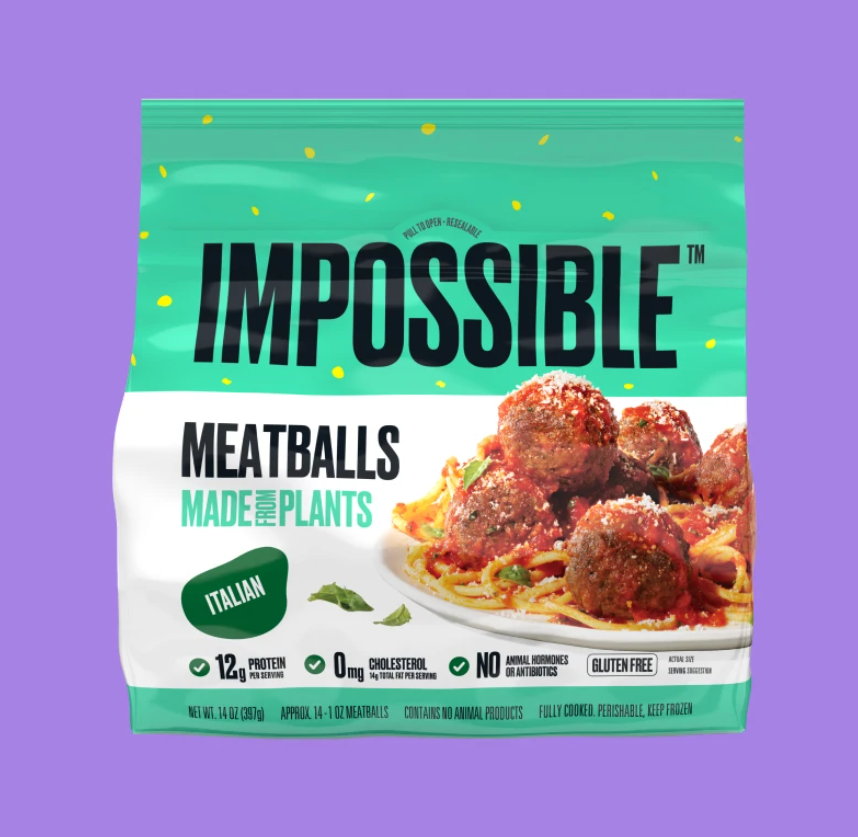 PULL TO OPEN - RESEALABLE
IMPOSSIBLE™
MEATBALLS
MADE FROM PLANTS
ITALIAN
12g PROTEIN
PER SERVING
0mg CHOLESTEROL
14g TOTAL FAT PER SERVING
NO ANIMAL HORMONES
OR ANTIBIOTICS
GLUTEN FREE
ACTUAL SIZE
SERVING SUGGESTION
NET WT. 14 OZ (397g) APPROX. 14 - 1 OZ MEATBALLS CONTAINS NO ANIMAL PRODUCTS FULLY COOKED. PERISHABLE, KEEP FROZEN